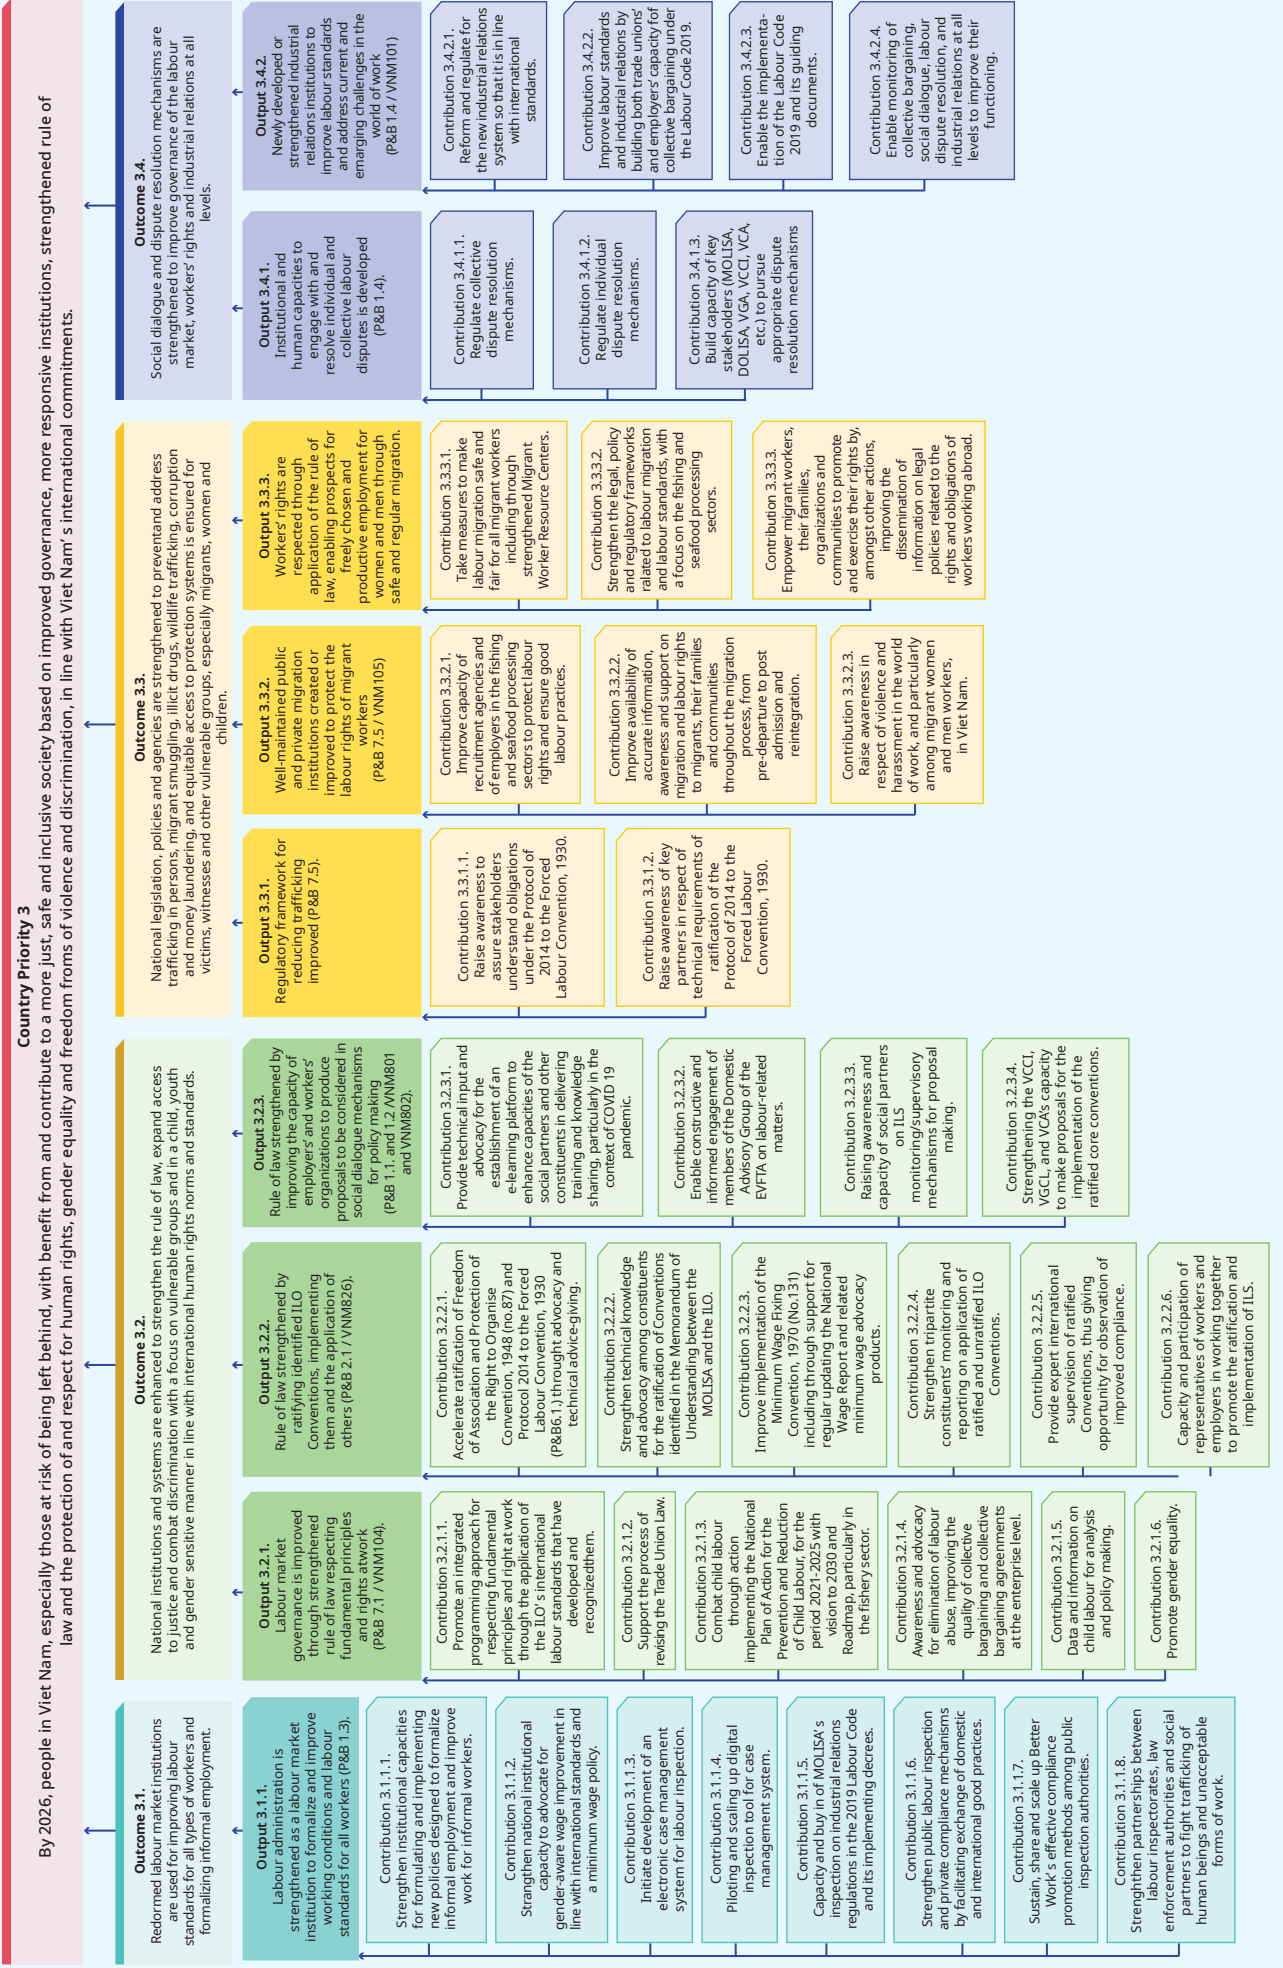 Country Priority 3
By 2026, people in Viet Nam, especially those at risk of being left behind, with benefit from and contribute to a more just, safe and inclusive society based on improved governance, more responsive institutions, strengthened rule of
law and the protection of and respect for human rights, gender equality and freedom froms of violence and discrimination, in line with Viet Nam' s international commitments.
Outcome 3.1.
Redormed labour market institutions
are used for improving labour
standards for all types of workers and
formalizing informal employment.
Output 3.1.1.
Labour administration is
strengthened as a labour market
institution to formalize and improve
working conditions and landour
standards for all workers (P&B 1.3).
Contribution 3.1.1.1.
Strengthen institutional capacities
for formulating and implementing
new policies designed to formalize
informal employment and improve
work for informal workers.
Contribution 3.1.1.2.
Strengthen national institutional
capacity to advocate for
gender-aware wage improvement in
line with international standards and
a minimum wage policy.
Contribution 3.1.1.3.
Initiate development of an
electronic case management
system for labour inspection.
Contribution 3.1.1.4.
Piloting and scaling up digital
inspection tool for case
management system.
Contribution 3.1.1.5.
Capacity and buy in of MOLISA's
inspection on industrial relations
regulations in the 2019 Labour Code
and its implementing decrees.
Contribution 3.1.1.6.
Strengthen public labour inspection
and private compliance mechanisms
by facilitating exchange of domestic
and international good practices.
Contribution 3.1.1.7.
Sustain, share and scale up Better
Work' s effective compliance
promotion methods among public
inspection authorities.
Contribution 3.1.1.8.
Strenghthen partnerships between
labour inspectorates, law
enforcement authorities and social
partners to fight trafficking of
human beings and unacceptable
forms of work.
Outcome 3.2.
National institutions and systems are enhanced to strengthen the rule of law, expand access
to justice and combat discrimination with a focus on vulnerable groups and in a child, youth
and gender sensitive manner in line with international human rights norms and standards.
Output 3.2.1.
Labour market
governance is improved
through strengthened
rule of law respecting
fundamental principles
and rights atwork
(P&B 7.1 / VNM104).
Contribution 3.2.1.1.
Promote an integrated
programming approach for
respecting fundamental
principles and right at work
through the application of
the ILO' s international
labour standards that have
developed and
recognizedthem.
Contribution 3.2.1.2.
Support the process of
revising the Trade Union Law.
Contribution 3.2.1.3.
Combat child labour
through action
implementing the National
Plan of Action for the
Prevention and Reduction
of Child Labour, for the
period 2021-2025 with
vision to 2030 and
Roadmap, particularly in
the fishery sector.
Contribution 3.2.1.4.
Awareness and advocacy
for elimination of labour
abuse, improving the
quality of collective
bargaining and collective
bargaining agreements
at the enterprise level.
Contribution 3.2.1.5.
Data and information on
child labour for analysis
and policy making.
Contribution 3.2.1.6.
Promote gender equality.
Output 3.2.2.
Rule of law strengthened by
ratifying identified ILO
Conventions, implementing
them and the application of
others (P&B 2.1 / VNM826).
Contribution 3.2.2.1.
Accelerate ratification of Freedom
of Association and Protection of
the Right to Organise
Convention, 1948 (no.87) and
Protocol 2014 to the Forced
Labour Convention, 1930
(P&B6.1.) throught advocacy and
technical advice-giving.
Contribution 3.2.2.2.
Strengthen technical knowledge
and advocacy among constituents
for the ratification of Conventions
identified in the Memorandum of
Understanding between the
MOLISA and the ILO.
Contribution 3.2.2.3.
Improve implementation of the
Minimum Wage Fixing
Convention, 1970 (No.131)
including through support for
regular updating the National
Wage Report and related
minimum wage advocacy
products.
Contribution 3.2.2.4.
Strengthen tripartite
constituents' monitoring and
reporting on application of
ratified and unratified ILO
Conventions.
Contribution 3.2.2.5.
Provide expert international
supervision of ratified
Conventions, thus giving
opportunity for observation of
improved compliance.
Contribution 3.2.2.6.
Capacity and participation of
representatives of workers and
employers in working together
to promote the ratification and
implementation of ILS.
Output 3.2.3.
Rule of law strengthened by
improving the capacity of
employers' and workers'
organizations to produce
proposals to be considered in
social dialogue mechanisms
for policy making
(P&B 1.1. and 1.2 /VNM801
and VNM802).
Contribution 3.2.3.1.
Provide technical input and
advocacy for the
establishment of an
e-learning platform to
enhance capacities of the
social partners and other
constituents in delivering
training and knowledge
sharing, particularly in the
context of COVID 19
pandemic.
Contribution 3.2.3.2.
Enable constructive and
informed engagement of
members of the Domestic
Advisory Group of the
EVFTA on labour-related
matters.
Contribution 3.2.3.3.
Raising awareness and
capacity of social partners
on ILS
monitoring/supervisory
mechanisms for proposal
making.
Contribution 3.2.3.4.
Strengthening the VCCI,
VGCL, and VCA's capacity
to make proposals for the
implementation of the
ratified core conventions.
Outcome 3.3.
National legislation, policies and agencies are strengthened to preventand address
trafficking in persons, migrant smuggling, illicit drugs, wildlife trafficking, corruption
and money laundering, and equitable access to protection systems is ensured for
victims, witnesses and other vulnerable groups, especially migrants, women and
children.
Output 3.3.1.
Regulatory framework for
reducing trafficking
improved (P&B 7.5).
Contribution 3.3.1.1.
Raise awareness to
assure stakeholders
understand obligations
under the Protocol of
2014 to the Forced
Labour Convention, 1930.
Contribution 3.3.1.2.
Raise awareness of key
partners in respect of
technical requirements of
ratification of the
Protocol of 2014 to the
Forced Labour
Convention, 1930.
Output 3.3.2.
Well-maintained public
and private migration
institutions created or
improved to protect the
labour rights of migrant
workers
(P&B 7.5 / VNM105)
Contribution 3.3.2.1.
Improve capacity of
recruitment agencies and
of employers in the fishing
and seafood processing
sectors to protect labour
rights and ensure good
labour practices.
Contribution 3.3.2.2.
Improve availability of
accurate information,
awareness and support on
migration and labour rights
to migrants, their families
and communities
throughout the migration
process, from
pre-departure to post
admission and
reintegration.
Contribution 3.3.2.3.
Raise awareness in
respect of violence and
harassment in the world
of work, and particularly
among migrant women
and men workers,
in Viet Nam.
Output 3.3.3.
Workers' rights are
respected through
application of the rule of
law, enabling prospects for
freely chosen and
productive employment for
women and men through
safe and regular migration.
Contribution 3.3.3.1.
Take measures to make
labour migration safe and
fair for all migrant workers
including through
strengthened Migrant
Worker Resource Centers.
Contribution 3.3.3.2.
Strengthen the legal, policy
and regulatory frameworks
ralated to labour migration
and labour standards, with
a focus on the fishing and
seafood processing
sectors.
Contribution 3.3.3.3.
Empower migrant workers,
their families,
organizations and
communities to promote
and exercise their rights by,
amongst other actions,
improving the
dissemination of
information on legal
policies related to the
rights and obligations of
workers working abroad.
Outcome 3.4.
Social dialogue and dispute resolution mechanisms are
strengthened to improve governance of the labour
market, workers' rights and industrial relations at all
levels.
Output 3.4.1.
Institutional and
human capacities to
engage with and
resolve individual and
collective labour
disputes is developed
(P&B 1.4).
Contribution 3.4.1.1.
Regulate collective
dispute resolution
mechanisms.
Contribution 3.4.1.2.
Regulate individual
dispute resolution
mechanisms.
Contribution 3.4.1.3.
Build capacity of key
stakeholders (MOLISA,
DOLISA, VGA, VCCI, VCA,
etc.) to pursue
appropriate dispute
resolution mechanisms
Output 3.4.2.
Newly developed or
strengthened industrial
relations institutions to
improve labour standards
and address current and
emarging challenges in the
world of work
(P&B 1.4 / VNM101)
Contribution 3.4.2.1.
Reform and regulate for
the new industrial relations
system so that it is in line
with international
standards.
Contribution 3.4.2.2.
Improve labour standards
and industrial relations by
building both trade unions'
and employers' capacity fof
collective bargaining under
the Labour Code 2019.
Contribution 3.4.2.3.
Enable the implementa-
tion of the Labour Code
2019 and its guiding
documents.
Contribution 3.4.2.4.
Enable monitoring of
collective bargaining,
social dialogue, labour
dispute resolution, and
industrial relations at all
levels to improve their
functioning.